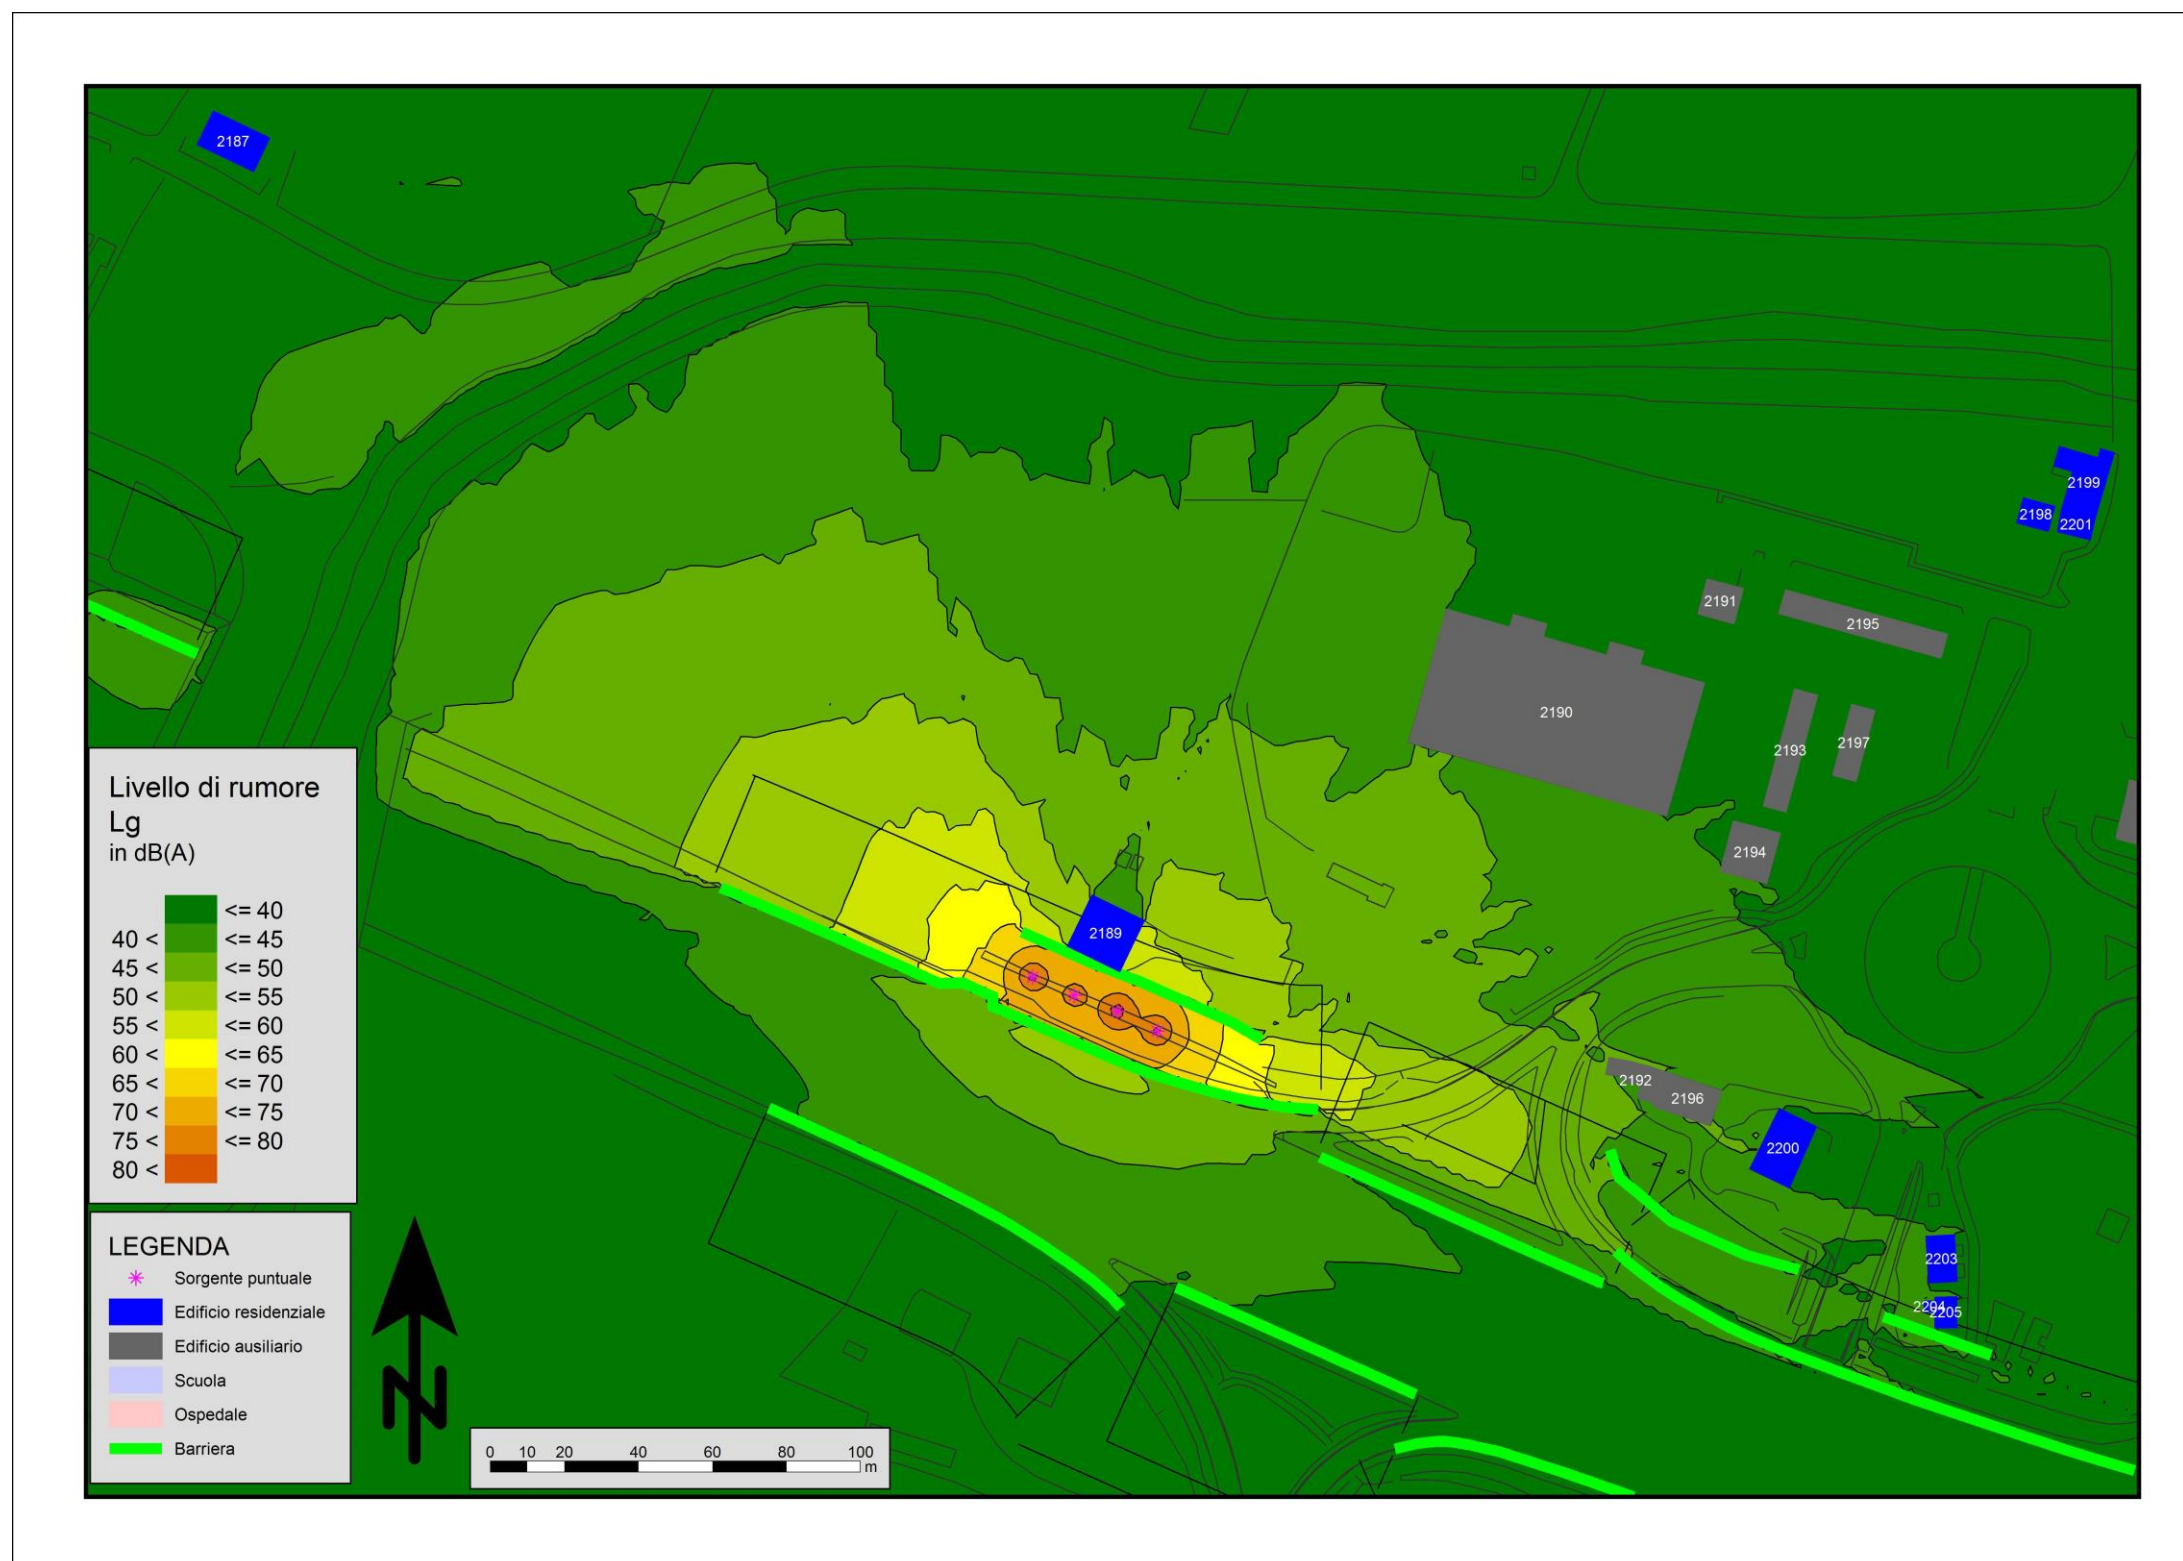 2187
2199
2198
2201
2191
2195
2190
2193
2197
2194
2189
2192
2196
2200
2203
2204
2205
Livello di rumore
Lg
in dB(A)
<= 40
40 < <= 45
45 < <= 50
50 < <= 55
55 < <= 60
60 < <= 65
65 < <= 70
70 < <= 75
75 < <= 80
80 <
LEGENDA
Sorgente puntuale
Edificio residenziale
Edificio ausiliario
Scuola
Ospedale
Barriera
N
0 10 20 40 60 80 100
m